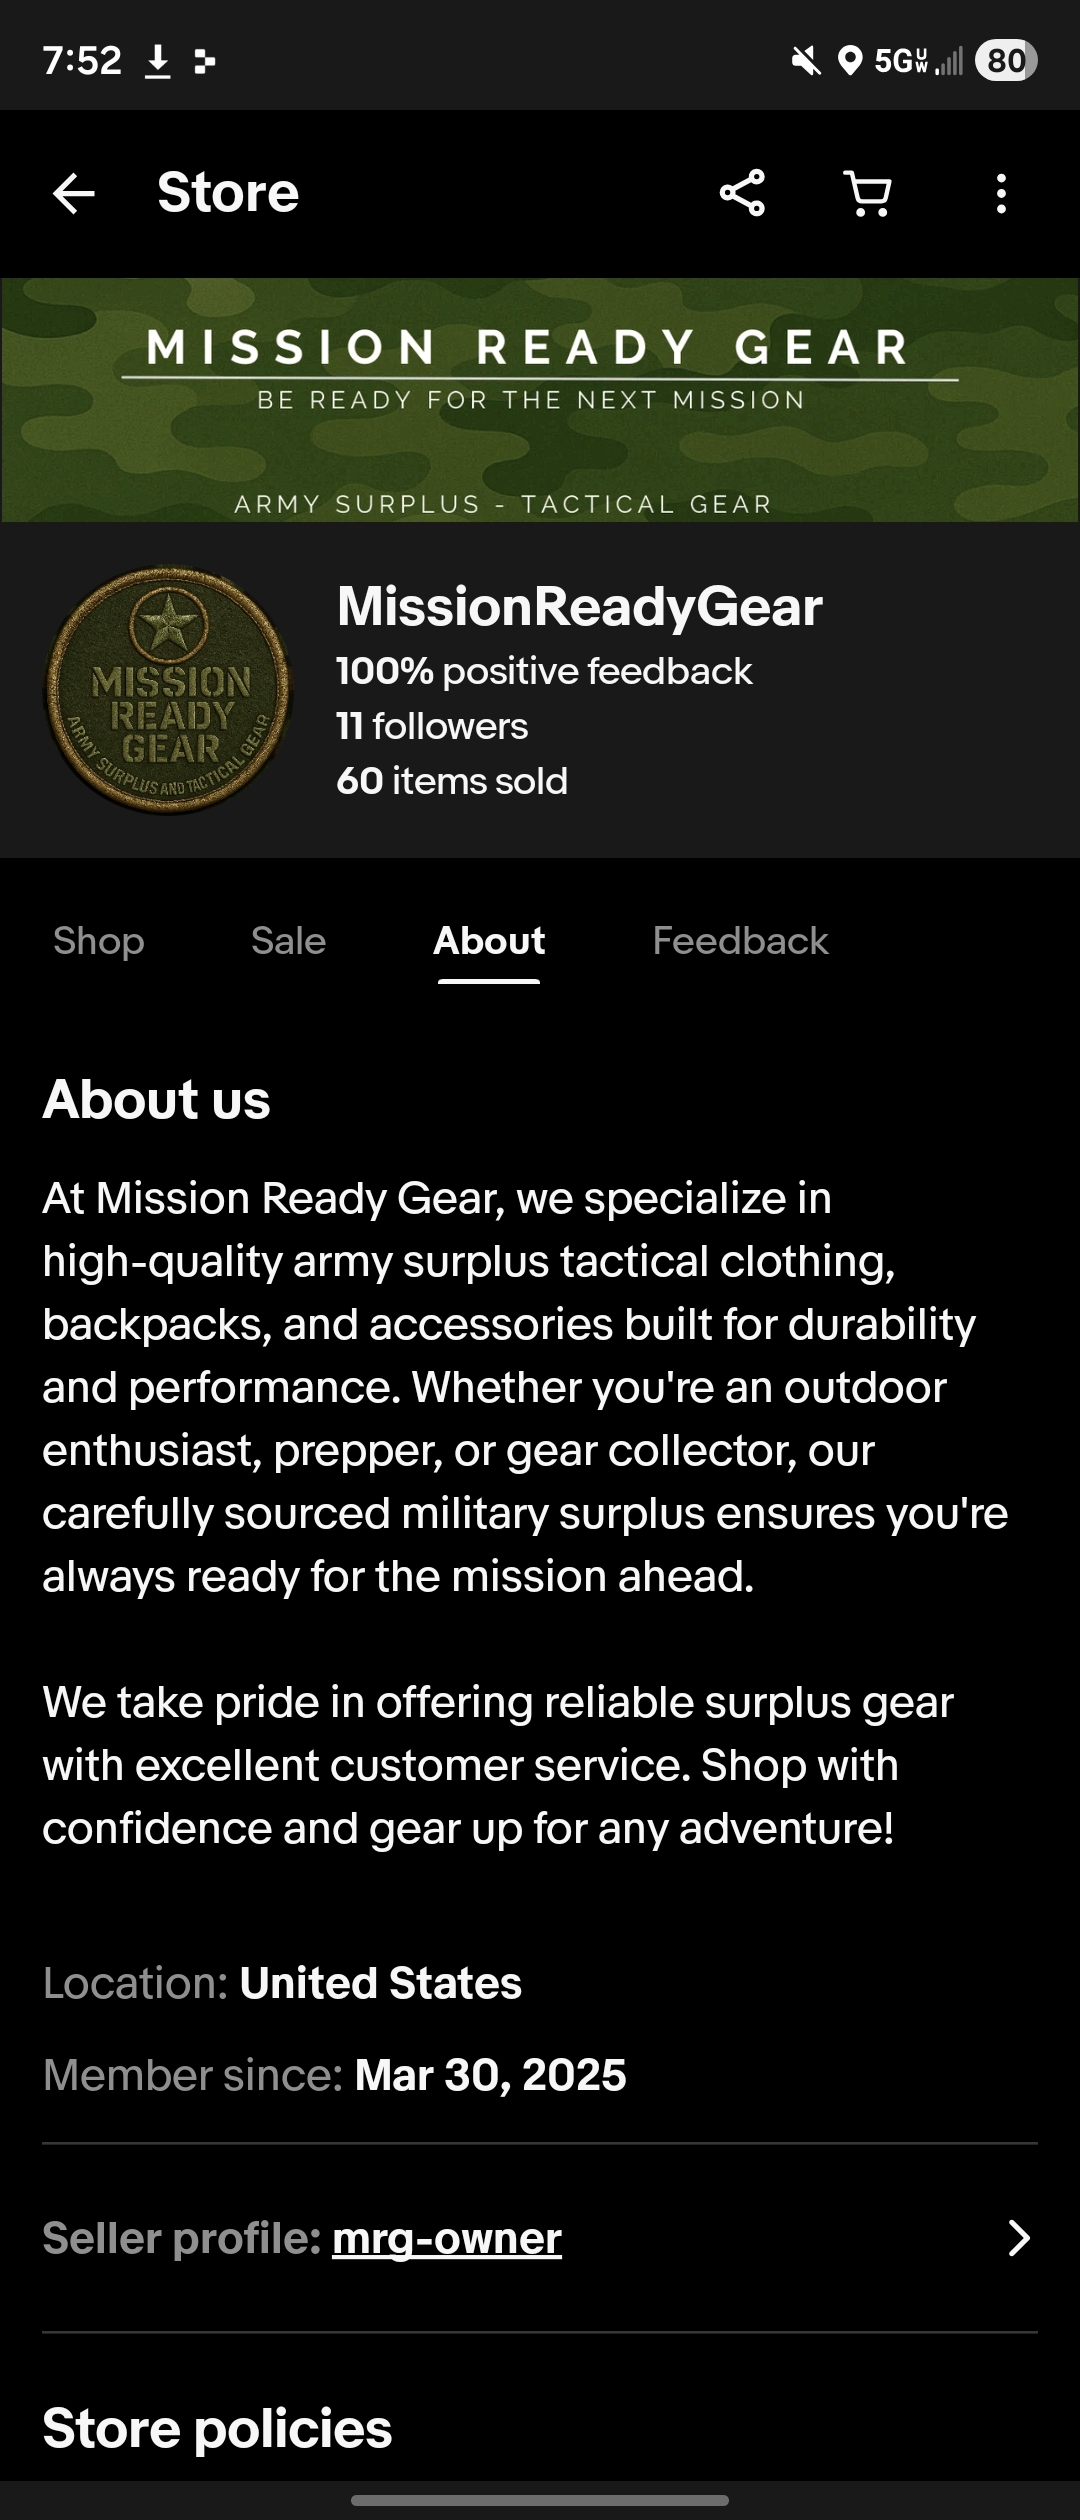 7:52
5G UW
80
Store
MISSION READY GEAR
BE READY FOR THE NEXT MISSION
ARMY SURPLUS - TACTICAL GEAR
MISSION
READY
GEAR
ARMY SURPLUS AND TACTICAL GEAR
MissionReadyGear
100% positive feedback
11 followers
60 items sold
Shop
Sale
About
Feedback
About us
At Mission Ready Gear, we specialize in
high-quality army surplus tactical clothing,
backpacks, and accessories built for durability
and performance. Whether you're an outdoor
enthusiast, prepper, or gear collector, our
carefully sourced military surplus ensures you're
always ready for the mission ahead.
We take pride in offering reliable surplus gear
with excellent customer service. Shop with
confidence and gear up for any adventure!
Location: United States
Member since: Mar 30, 2025
Seller profile: mrg-owner
Store policies